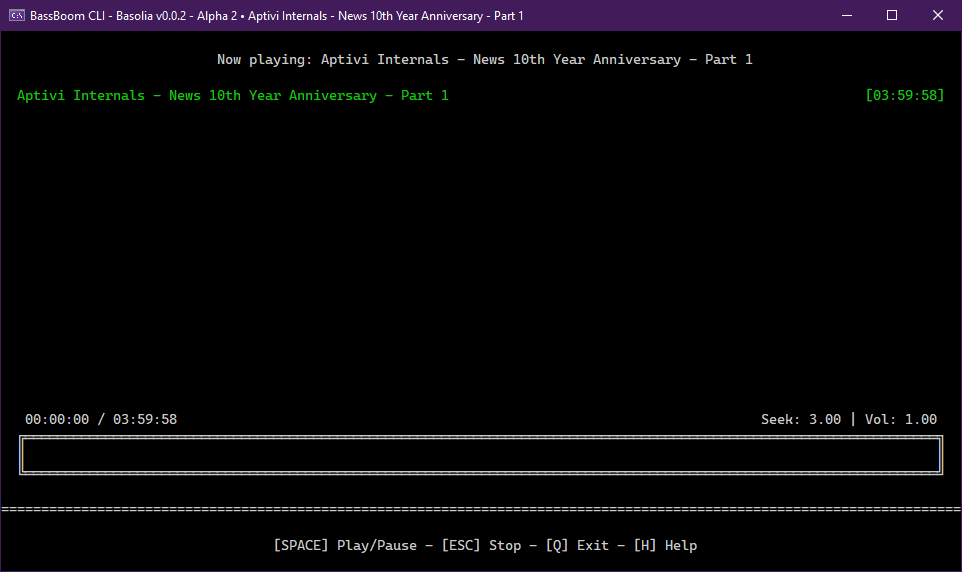 BassBoom CLI - Basolia v0.0.2 - Alpha 2 • Aptivi Internals - News 10th Year Anniversary - Part 1
Now playing: Aptivi Internals - News 10th Year Anniversary - Part 1
Aptivi Internals - News 10th Year Anniversary - Part 1 [03:59:58]
00:00:00 / 03:59:58 Seek: 3.00 | Vol: 1.00
[SPACE] Play/Pause - [ESC] Stop - [Q] Exit - [H] Help